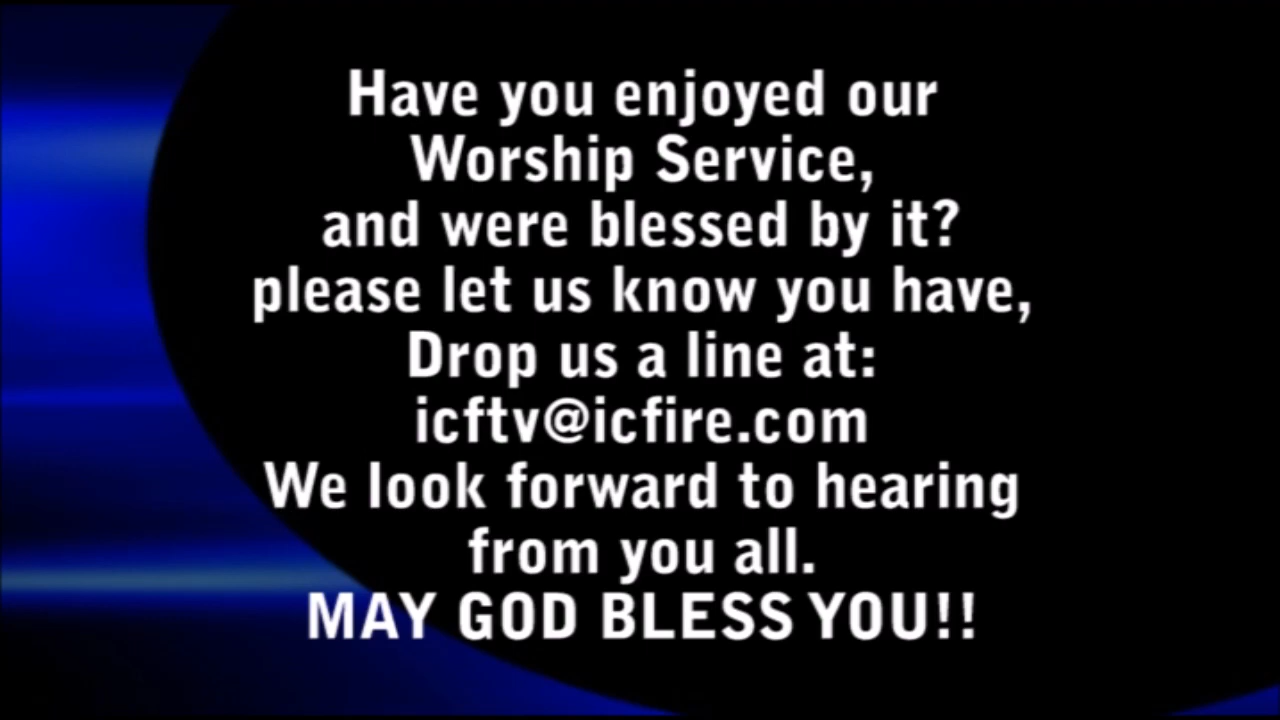 Have you enjoyed our
Worship Service,
and were blessed by it?
please let us know you have,
Drop us a line at:
icftv@icfire.com
We look forward to hearing
from you all.
MAY GOD BLESS YOU!!